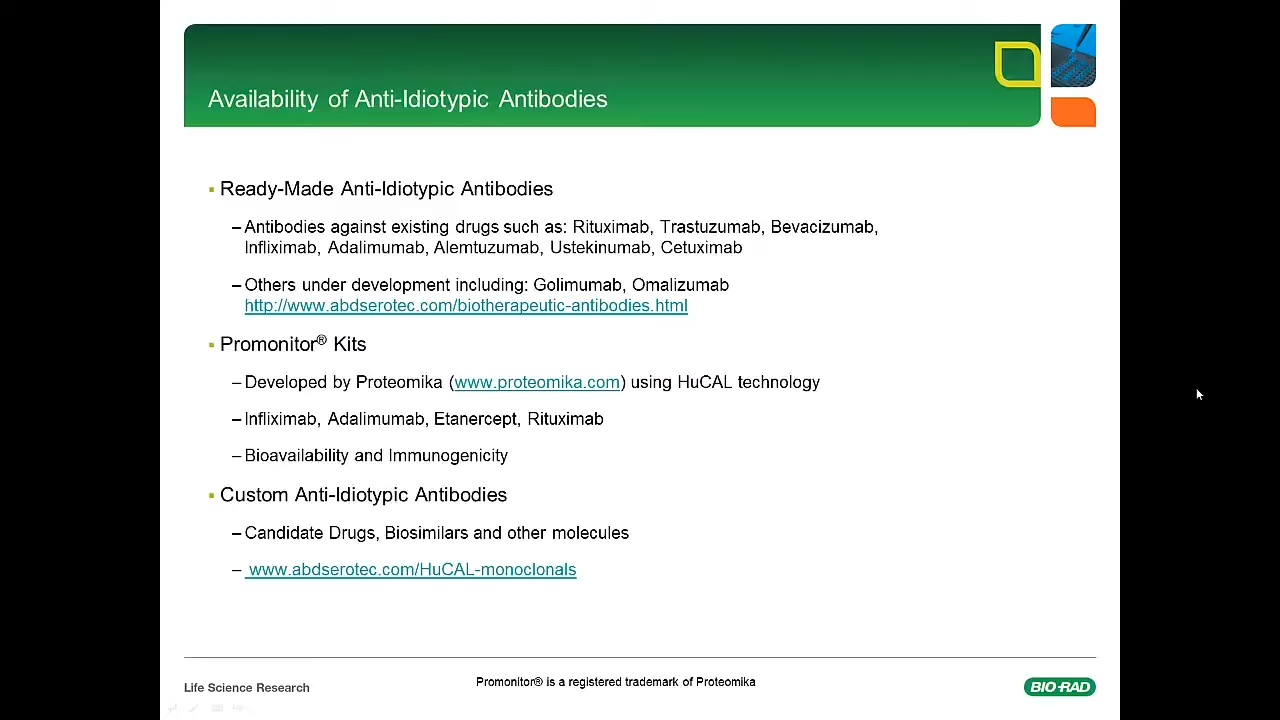 Availability of Anti-Idiotypic Antibodies
▪ Ready-Made Anti-Idiotypic Antibodies
– Antibodies against existing drugs such as: Rituximab, Trastuzumab, Bevacizumab,
Infliximab, Adalimumab, Alemtuzumab, Ustekinumab, Cetuximab
– Others under development including: Golimumab, Omalizumab
http://www.abdserotec.com/biotherapeutic-antibodies.html
▪ Promonitor® Kits
– Developed by Proteomika (www.proteomika.com) using HuCAL technology
– Infliximab, Adalimumab, Etanercept, Rituximab
– Bioavailability and Immunogenicity
▪ Custom Anti-Idiotypic Antibodies
– Candidate Drugs, Biosimilars and other molecules
– www.abdserotec.com/HuCAL-monoclonals
Life Science Research
Promonitor® is a registered trademark of Proteomika
BIO-RAD